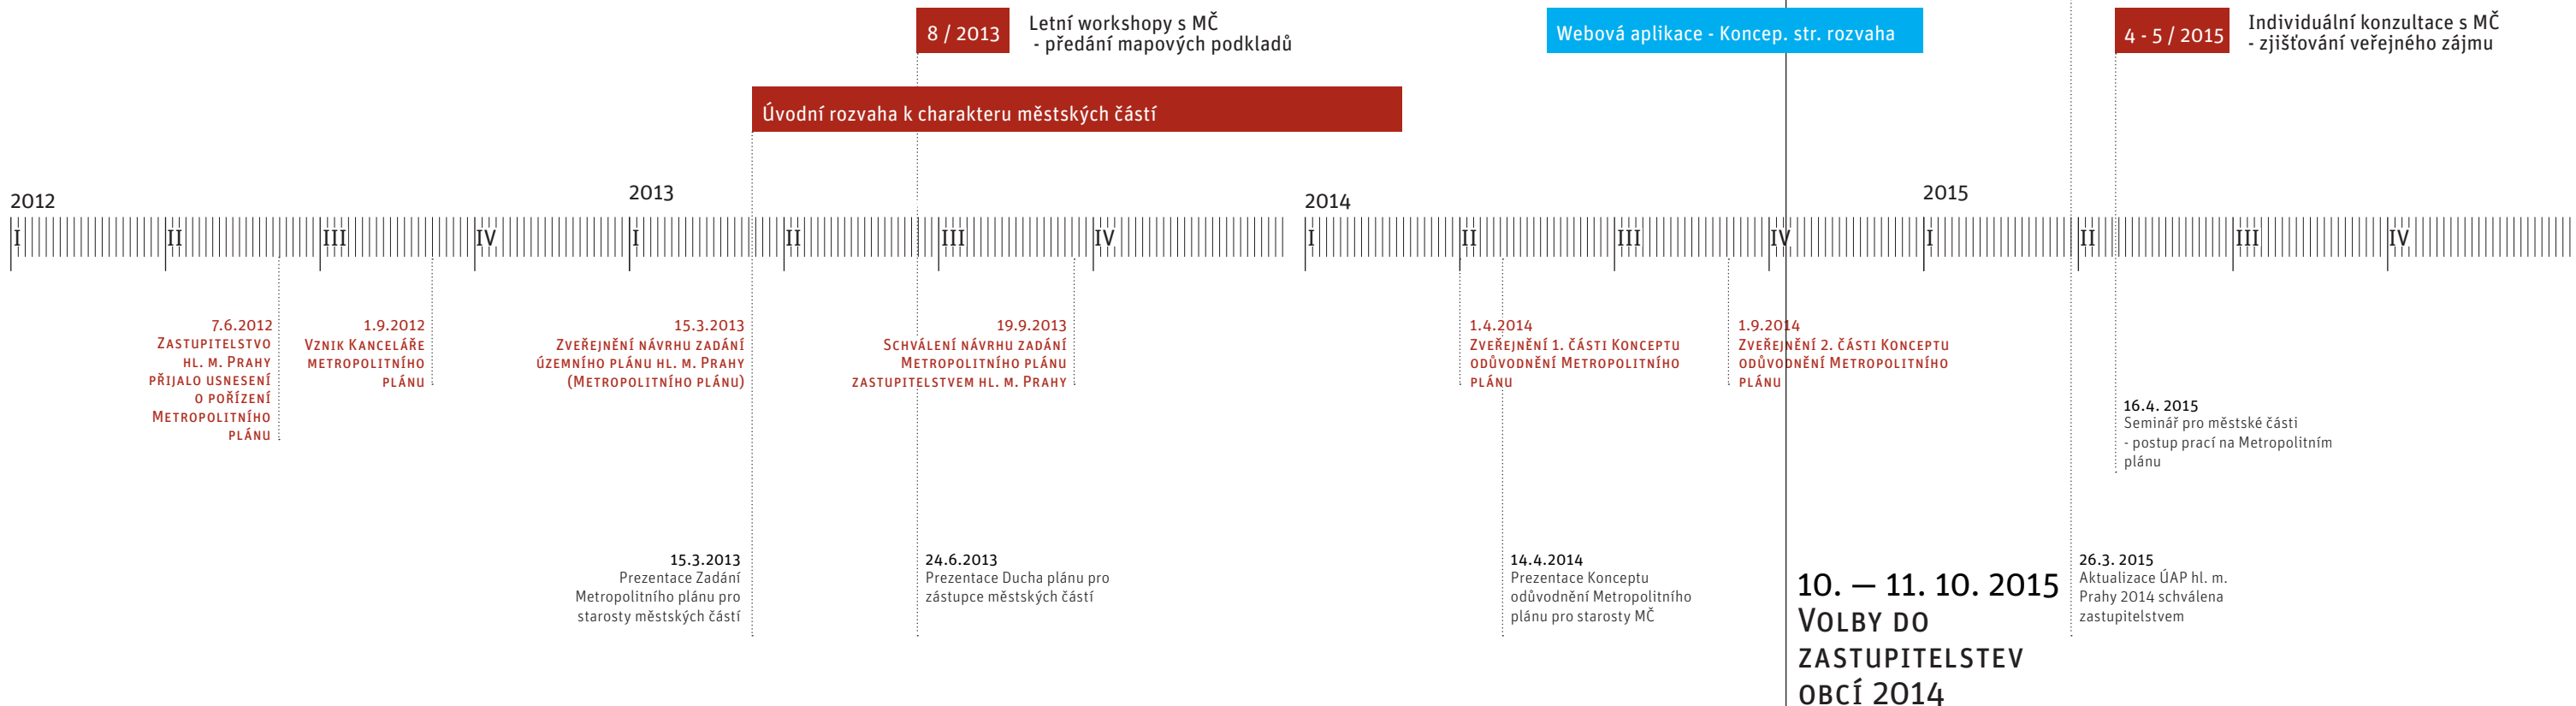 8 / 2013
Letní workshopy s MČ
- předání mapových podkladů
Webová aplikace - Koncep. str. rozvaha
4 - 5 / 2015
Individuální konzultace s MČ
- zjišťování veřejného zájmu
Úvodní rozvaha k charakteru městských částí
2012
2013
2014
2015
I II III IV I II III IV I II III IV I II III IV
7.6.2012
Zastupitelstvo
hl. m. Prahy
přijalo usnesení
o pořízení
Metropolitního
plánu
1.9.2012
Vznik Kanceláře
metropolitního
plánu
15.3.2013
Zveřejnění návrhu zadání
územního plánu hl. m. Prahy
(Metropolitního plánu)
19.9.2013
Schválení návrhu zadání
Metropolitního plánu
zastupitelstvem hl. m. Prahy
1.4.2014
Zveřejnění 1. části Konceptu
odůvodnění Metropolitního
plánu
1.9.2014
Zveřejnění 2. části Konceptu
odůvodnění Metropolitního
plánu
16.4. 2015
Seminář pro městské části
- postup prací na Metropolitním
plánu
15.3.2013
Prezentace Zadání
Metropolitního plánu pro
starosty městských částí
24.6.2013
Prezentace Ducha plánu pro
zástupce městských částí
14.4.2014
Prezentace Konceptu
odůvodnění Metropolitního
plánu pro starosty MČ
10. — 11. 10. 2015
Volby do
zastupitelstev
obcí 2014
26.3. 2015
Aktualizace ÚAP hl. m.
Prahy 2014 schválena
zastupitelstvem